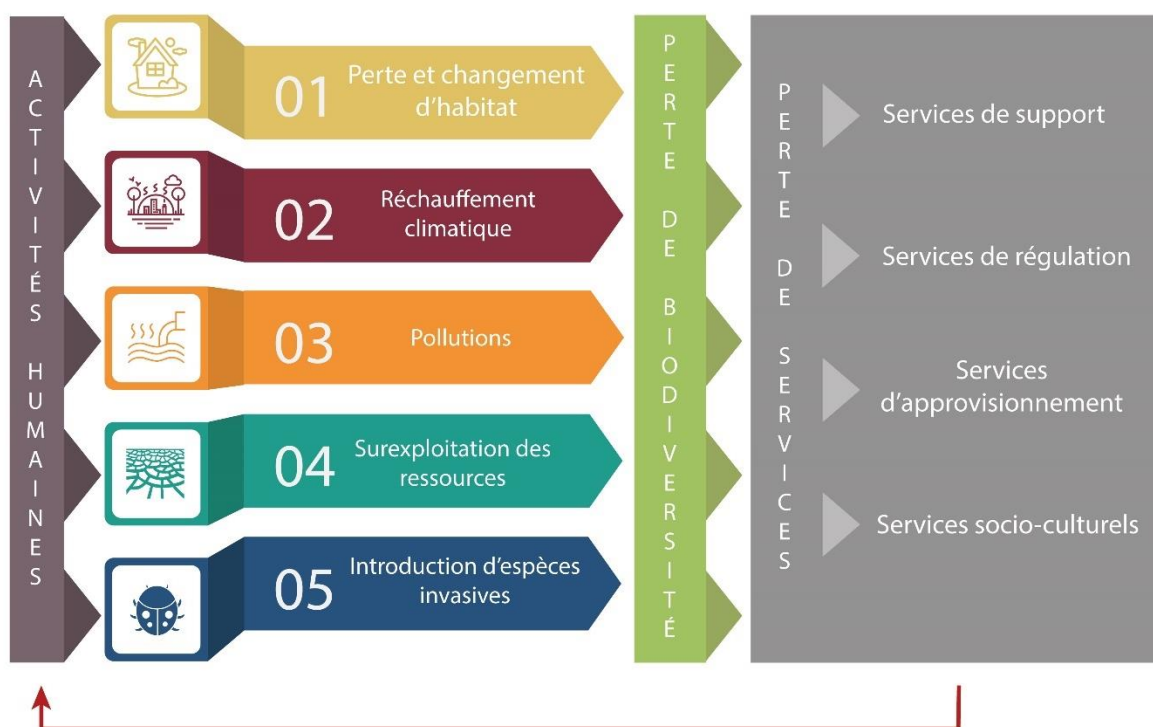 ACTIVITÉS HUMAINES
01
Perte et changement
d'habitat
02
Réchauffement
climatique
03
Pollutions
04
Surexploitation des
ressources
05
Introduction d'espèces
invasives
PERTE DE BIODIVERSITÉ
PERTE DE SERVICES
Services de support
Services de régulation
Services
d'approvisionnement
Services socio-culturels